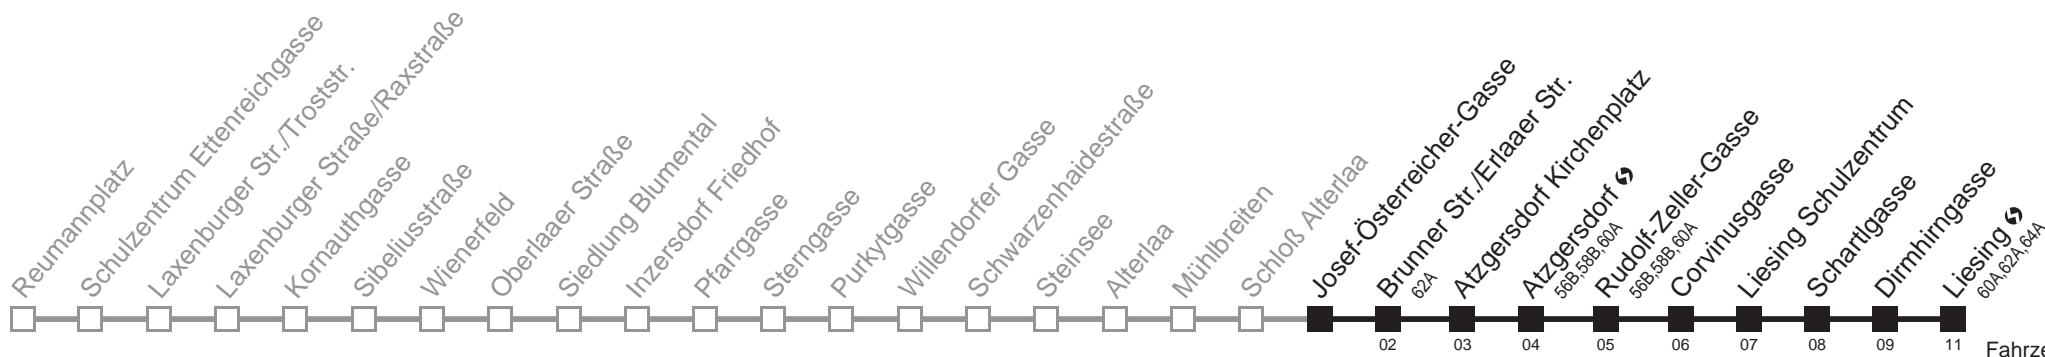 Reumannplatz
Schulzentrum Ettenreichgasse
Laxenburger Str./Troststr.
Laxenburger Straße/Raxstraße
Kornauthgasse
Sibeliusstraße
Wienerfeld
Oberlaaer Straße
Siedlung Blumental
Inzersdorf Friedhof
Pfarrgasse
Sterngasse
Purkytgasse
Willendorfer Gasse
Schwarzenhaidestraße
Steinsee
Alterlaa
Mühlbreiten
Schloß Alterlaa
Josef-Österreicher-Gasse
Brunner Str./Erlaaer Str.
62A
Atzgersdorf Kirchenplatz
Atzgersdorf
56B,58B,60A
Rudolf-Zeller-Gasse
56B,58B,60A
Corvinusgasse
Liesing Schulzentrum
Schartlgasse
Dirmhirngasse
Liesing
60A,62A,64A
02 03 04 05 06 07 08 09 11
Fahrze